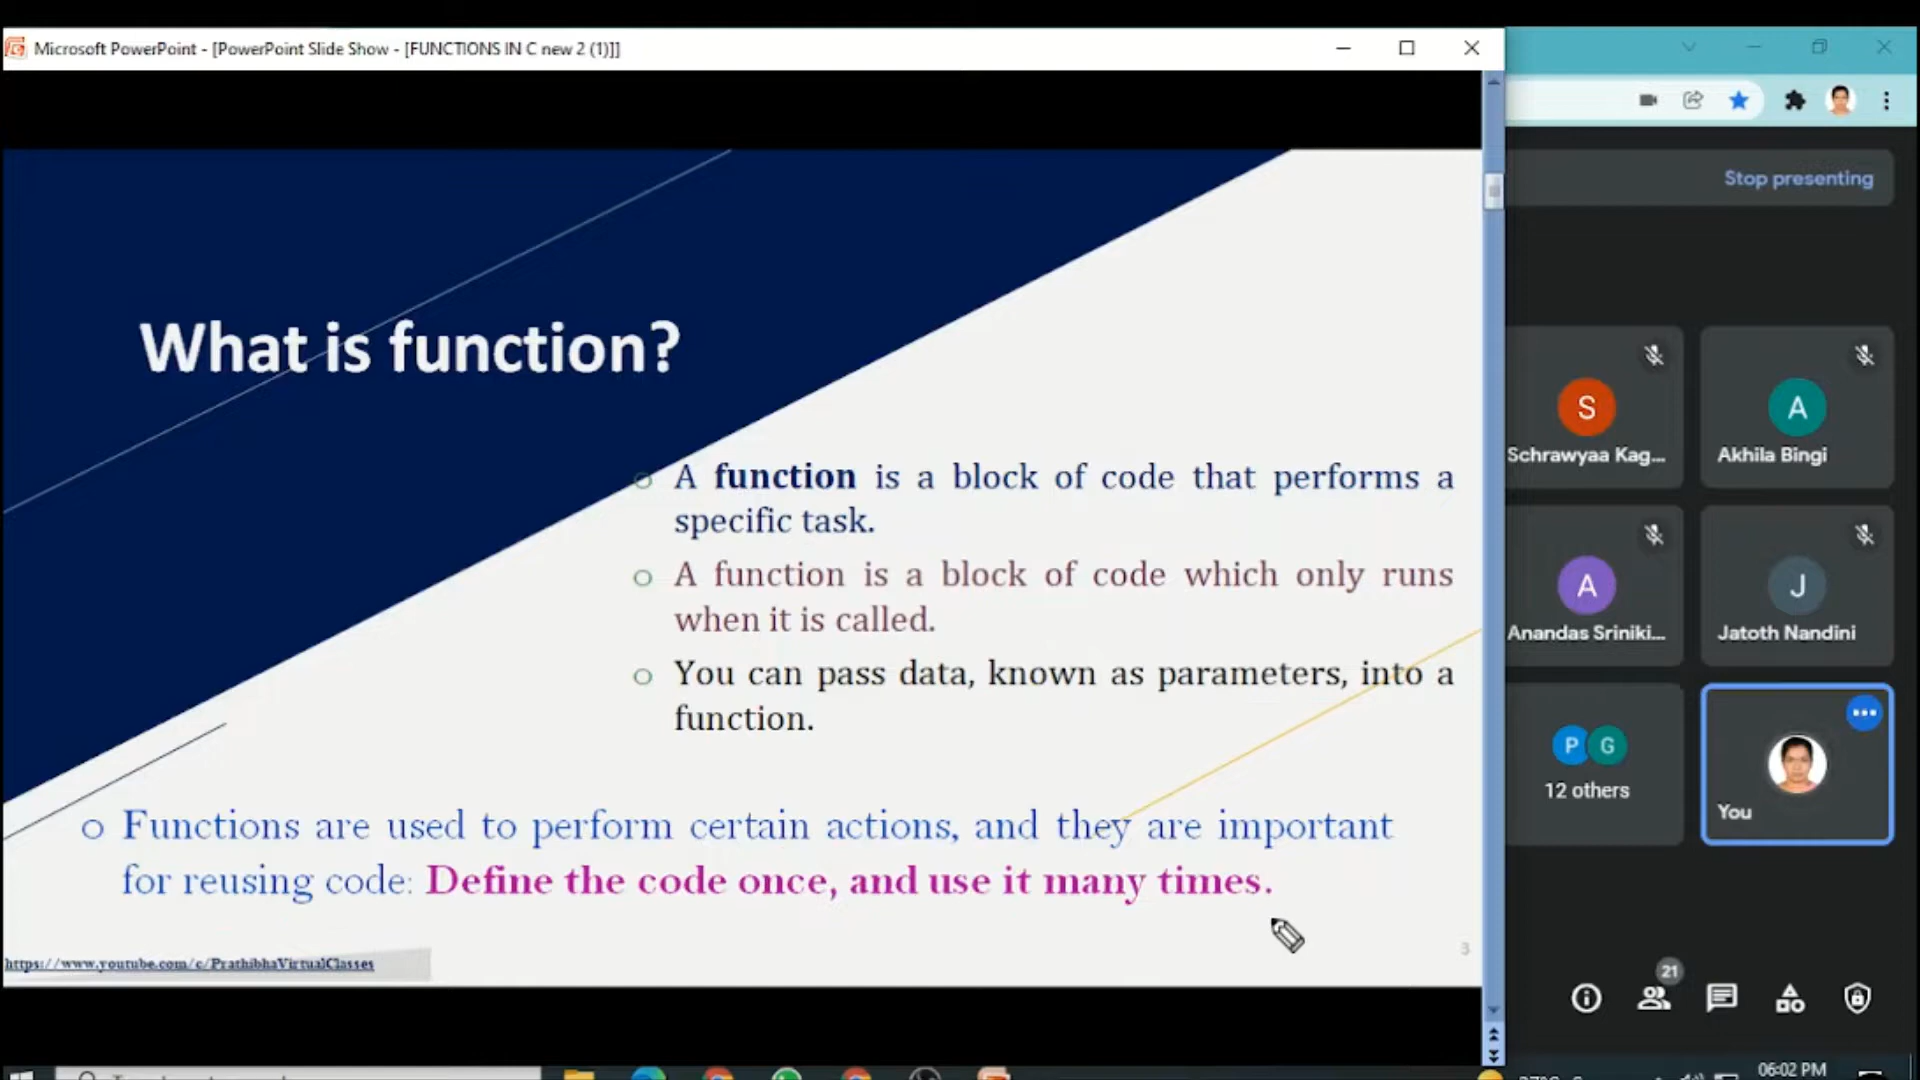 Microsoft PowerPoint - [PowerPoint Slide Show - [FUNCTIONS IN C new 2 (1)]]
Stop presenting
What is function?
A function is a block of code that performs a
specific task.
A function is a block of code which only runs
when it is called.
You can pass data, known as parameters, into a
function.
Functions are used to perform certain actions, and they are important
for reusing code: Define the code once, and use it many times.
https://www.youtube.com/c/PrathibhaVirtualClasses
3
S
Schrawyaa Kag...
A
Akhila Bingi
A
Anandas Sriniki...
J
Jatoth Nandini
P G
12 others
You
21
06:02 PM